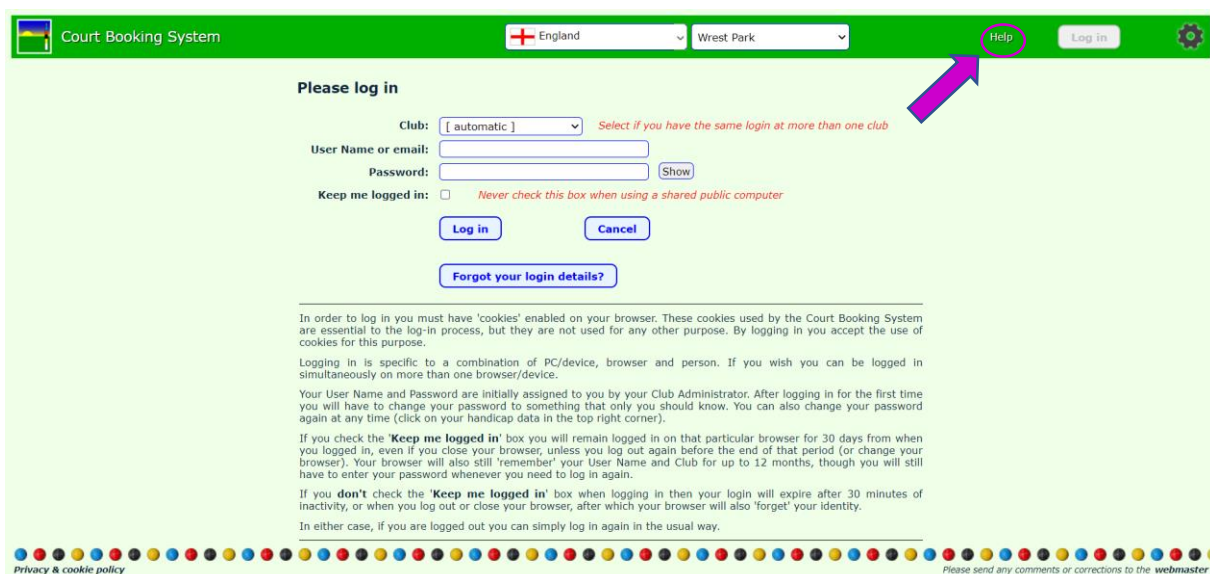 Court Booking System
England
Wrest Park
Help
Log in
Please log in
Club: [ automatic ] Select if you have the same login at more than one club
User Name or email:
Password: Show
Keep me logged in: Never check this box when using a shared public computer
Log in Cancel
Forgot your login details?
In order to log in you must have 'cookies' enabled on your browser. These cookies used by the Court Booking System
are essential to the log-in process, but they are not used for any other purpose. By logging in you accept the use of
cookies for this purpose.
Logging in is specific to a combination of PC/device, browser and person. If you wish you can be logged in
simultaneously on more than one browser/device.
Your User Name and Password are initially assigned to you by your Club Administrator. After logging in for the first time
you will have to change your password to something that only you should know. You can also change your password
again at any time (click on your handicap data in the top right corner).
If you check the 'Keep me logged in' box you will remain logged in on that particular browser for 30 days from when
you logged in, even if you close your browser, unless you log out again before the end of that period (or change your
browser). Your browser will also still 'remember' your User Name and Club for up to 12 months, though you will still
have to enter your password whenever you need to log in again.
If you don't check the 'Keep me logged in' box when logging in then your login will expire after 30 minutes of
inactivity, or when you log out or close your browser, after which your browser will also 'forget' your identity.
In either case, if you are logged out you can simply log in again in the usual way.
Privacy & cookie policy
Please send any comments or corrections to the webmaster